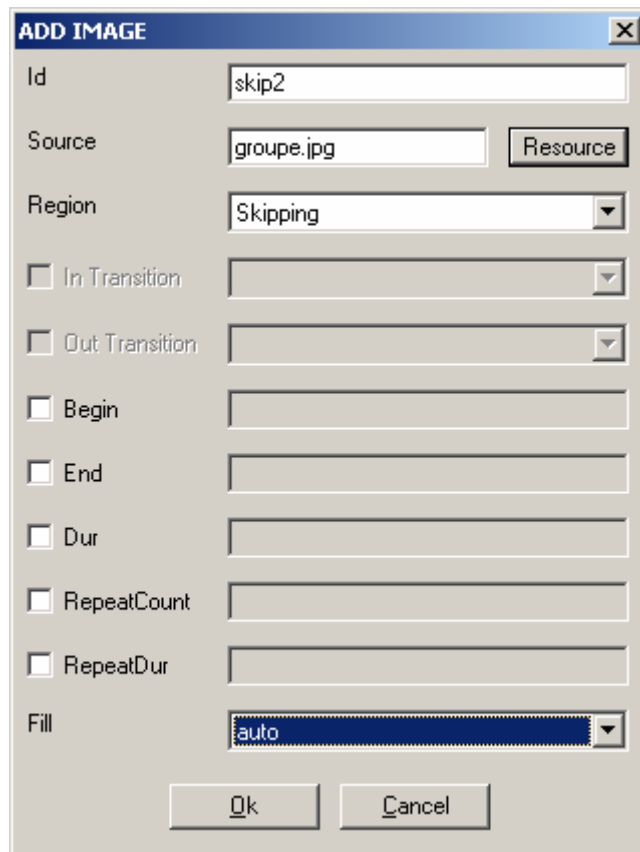 ADD IMAGE
Id skip2
Source groupe.jpg Resource
Region Skipping
In Transition
Out Transition
Begin
End
Dur
RepeatCount
RepeatDur
Fill auto
Ok Cancel